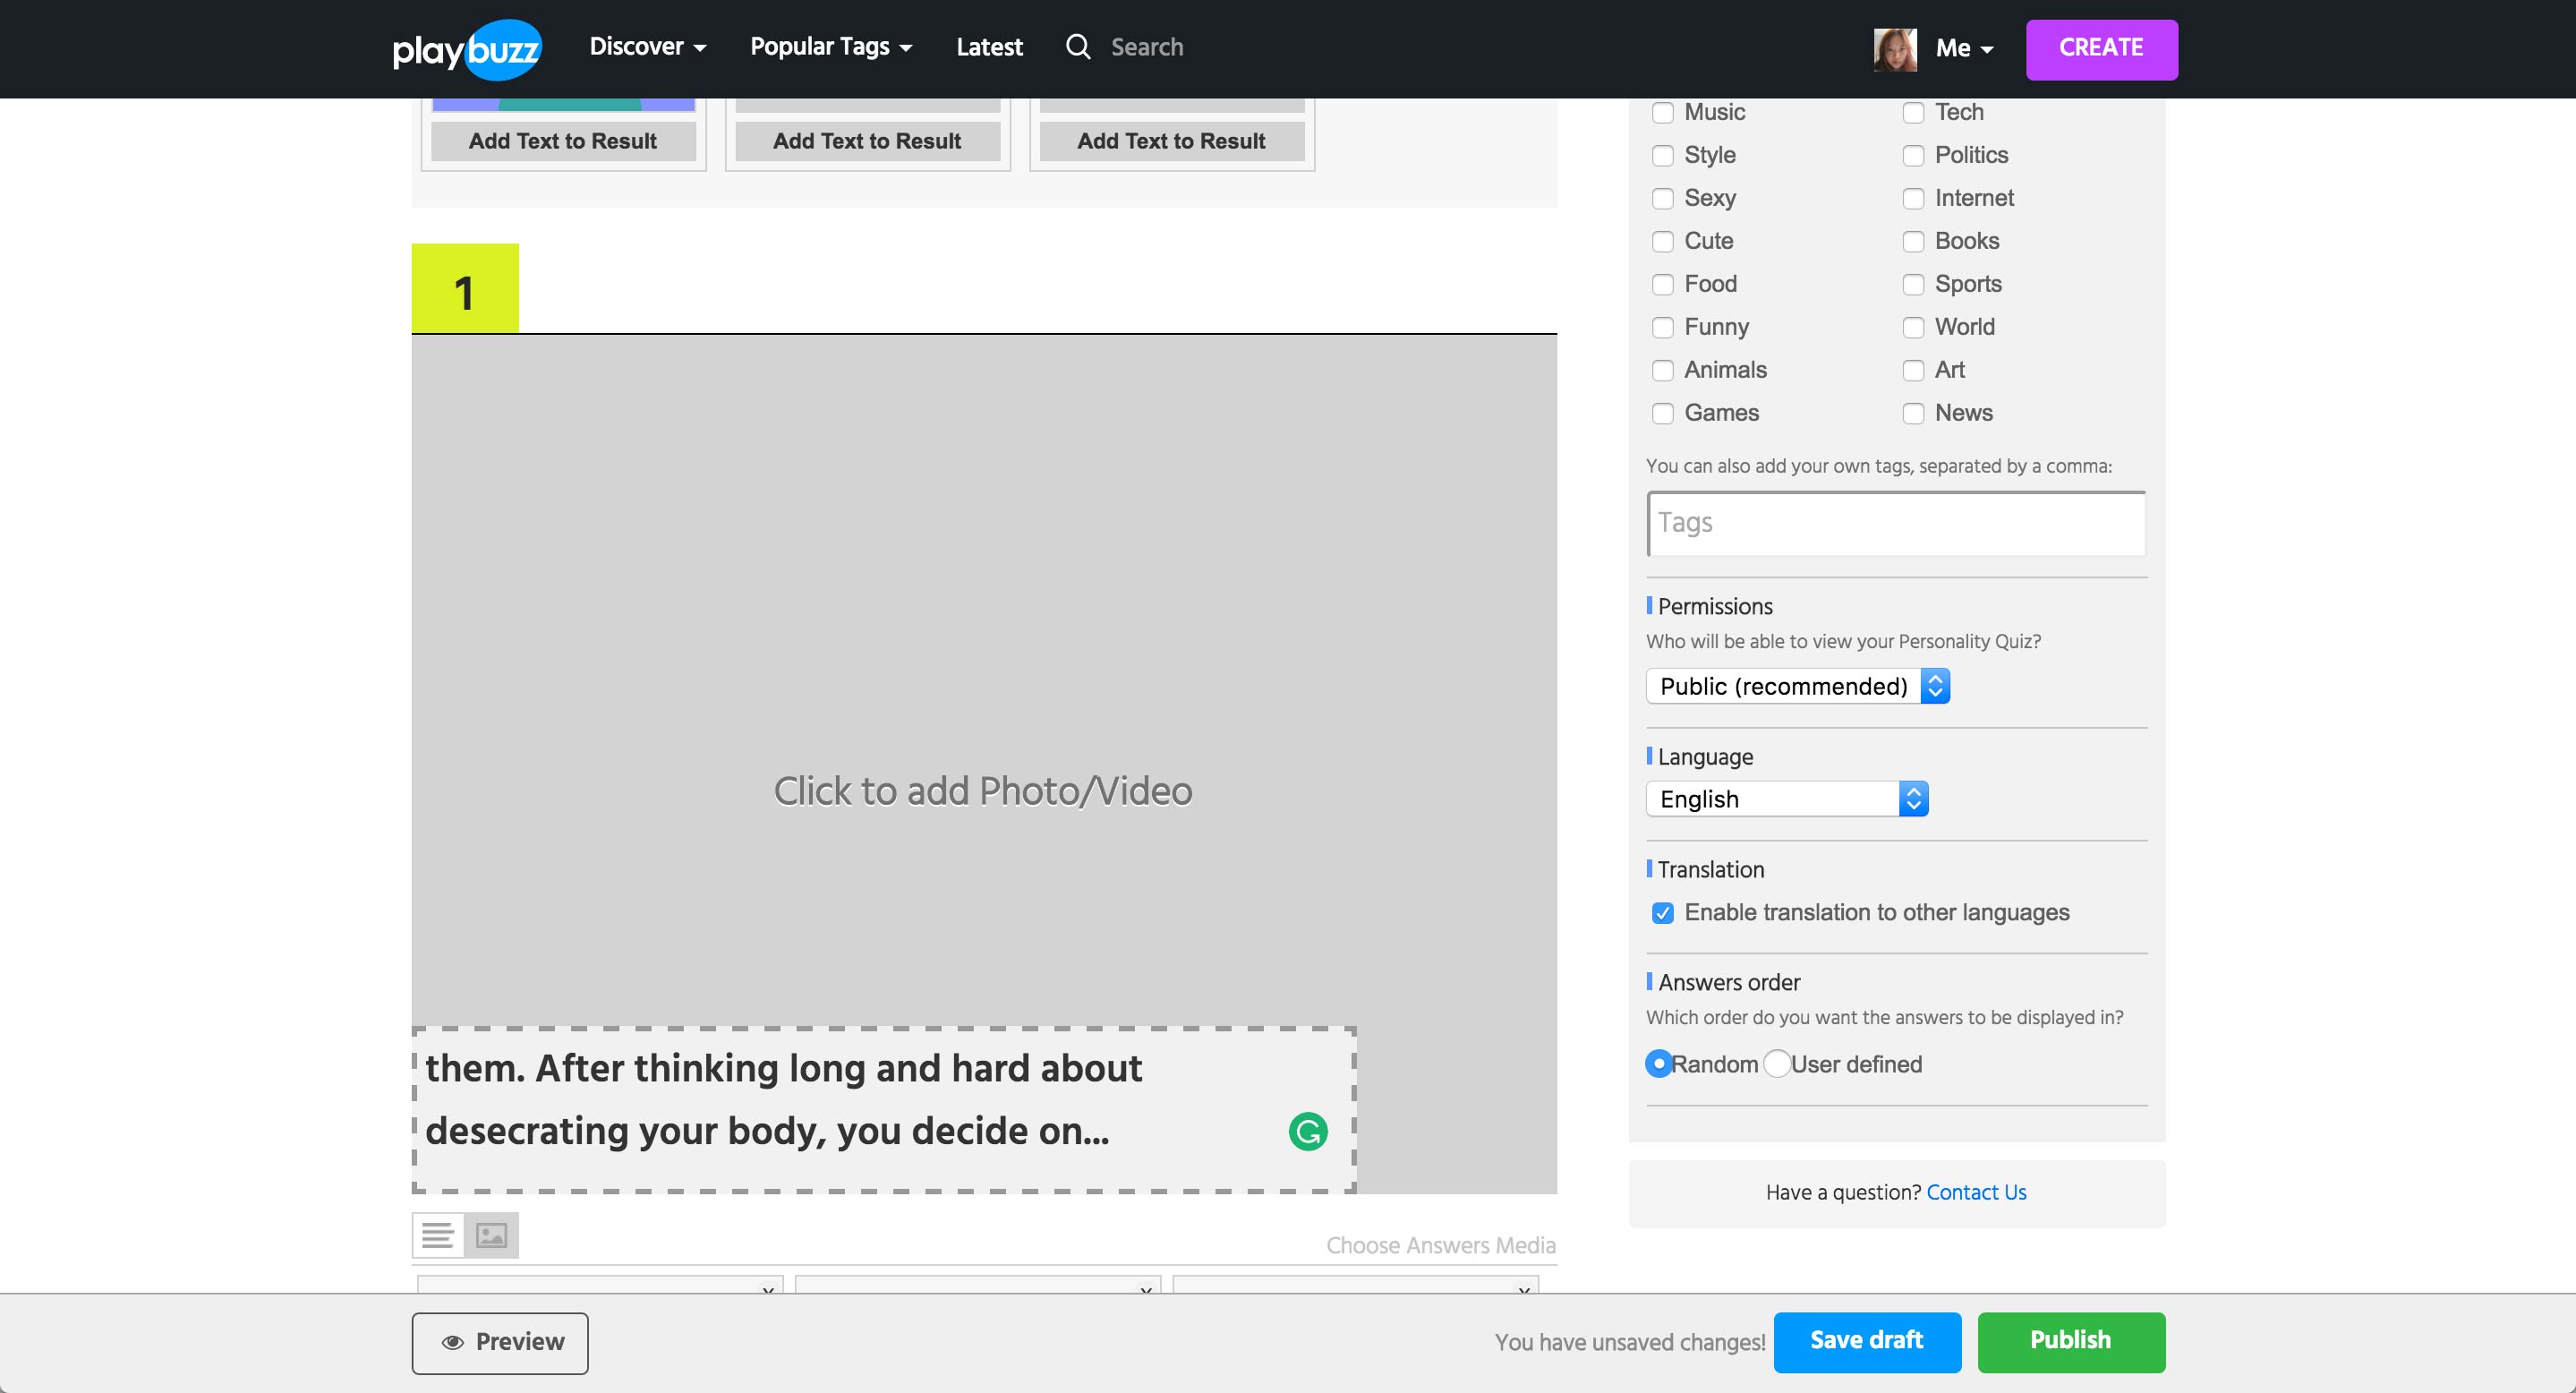 playbuzz
Discover
Popular Tags
Latest
Search
Me
CREATE
Add Text to Result
Add Text to Result
Add Text to Result
1
Click to add Photo/Video
them. After thinking long and hard about
desecrating your body, you decide on...
Choose Answers Media
x
x
x
Music
Tech
Style
Politics
Sexy
Internet
Cute
Books
Food
Sports
Funny
World
Animals
Art
Games
News
You can also add your own tags, separated by a comma:
Tags
Permissions
Who will be able to view your Personality Quiz?
Public (recommended)
Language
English
Translation
Enable translation to other languages
Answers order
Which order do you want the answers to be displayed in?
Random User defined
Have a question? Contact Us
Preview
You have unsaved changes!
Save draft
Publish